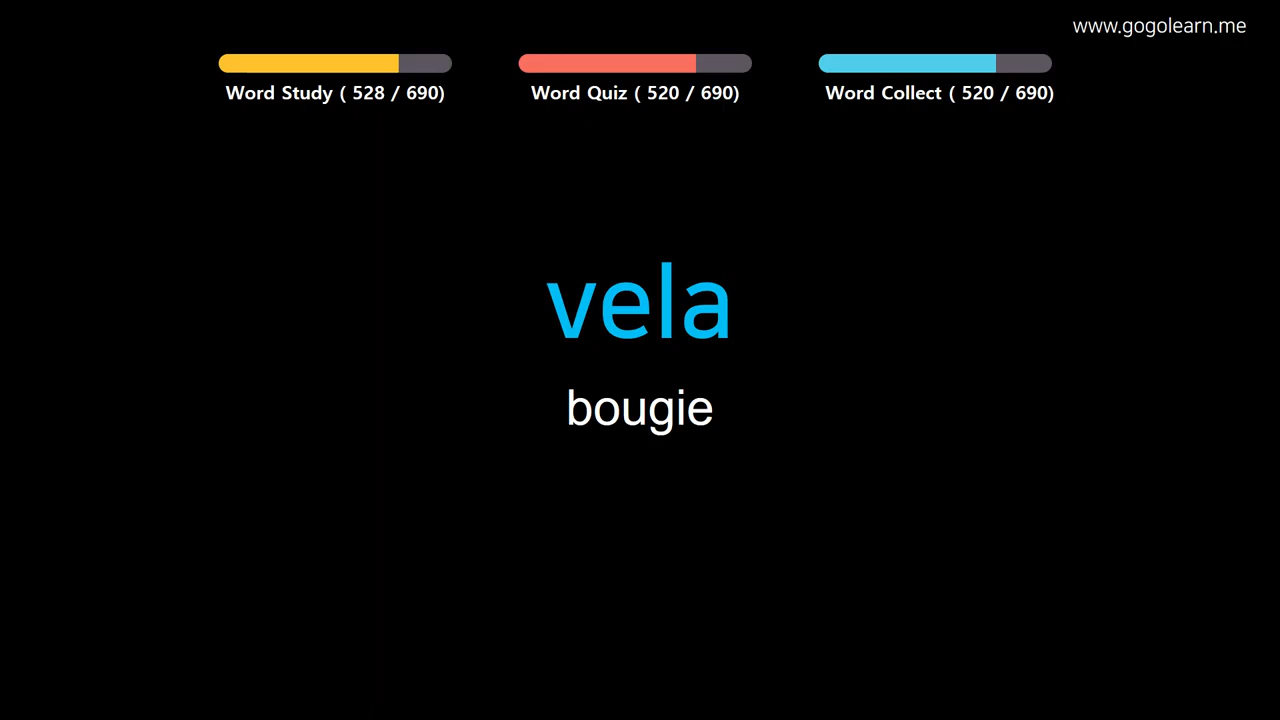 www.gogolearn.me
Word Study ( 528 / 690)
Word Quiz ( 520 / 690)
Word Collect ( 520 / 690)
vela
bougie